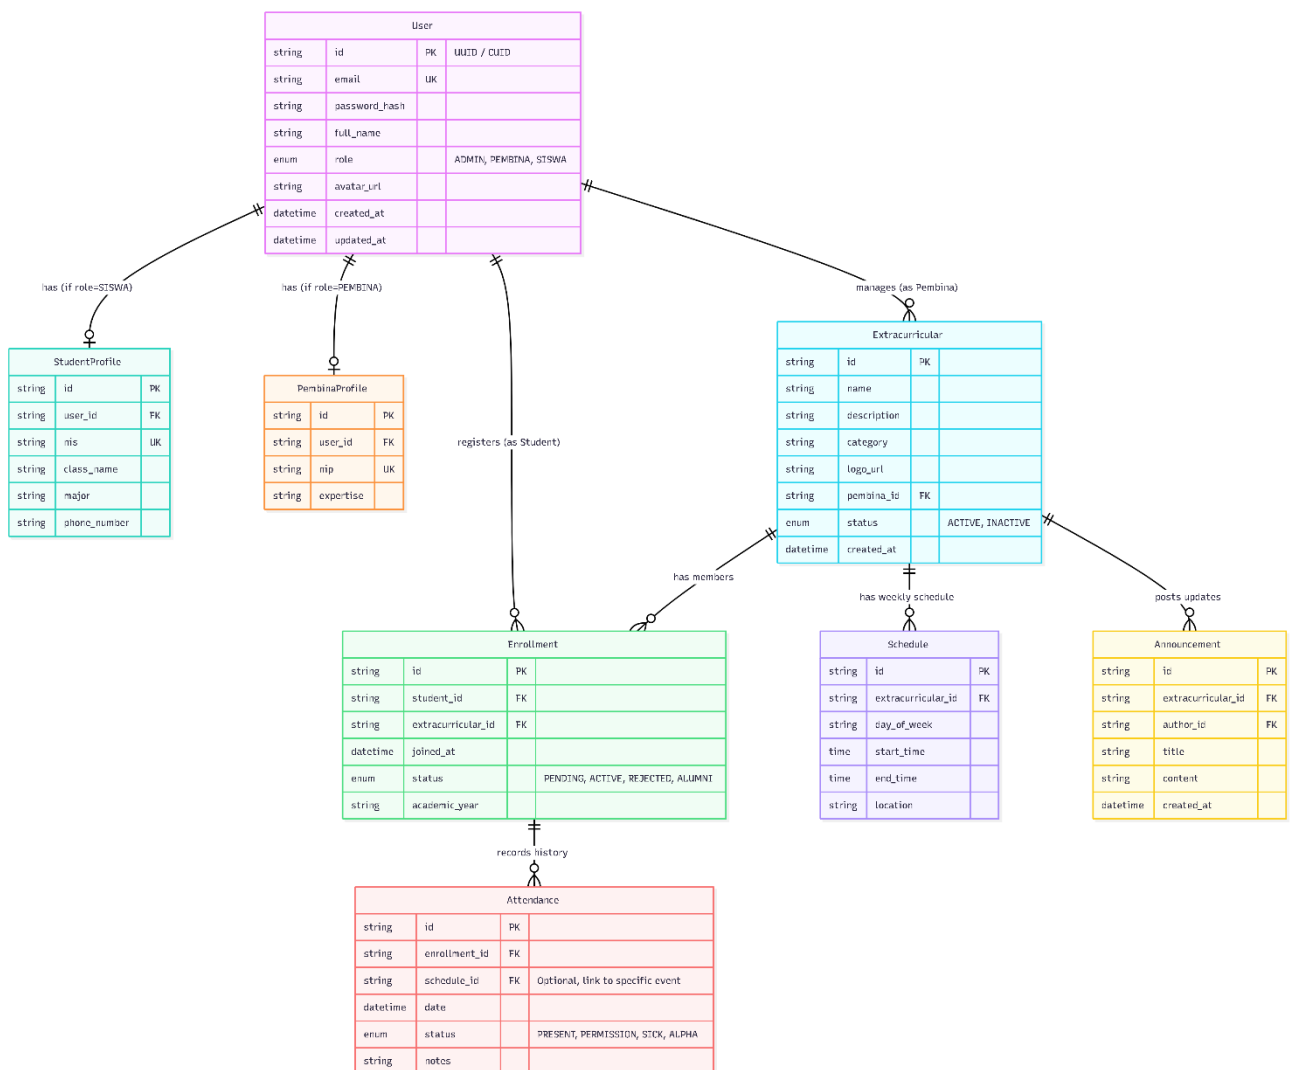 User
string id PK UUID / CUID
string email UK
string password_hash
string full_name
enum role ADMIN, PEMBINA, SISWA
string avatar_url
datetime created_at
datetime updated_at
has (if role=SISWA)
has (if role=PEMBINA)
manages (as Pembina)
registers (as Student)
StudentProfile
string id PK
string user_id FK
string nis UK
string class_name
string major
string phone_number
PembinaProfile
string id PK
string user_id FK
string nip UK
string expertise
Extracurricular
string id PK
string name
string description
string category
string logo_url
string pembina_id FK
enum status ACTIVE, INACTIVE
datetime created_at
has members
has weekly schedule
posts updates
Enrollment
string id PK
string student_id FK
string extracurricular_id FK
datetime joined_at
enum status PENDING, ACTIVE, REJECTED, ALUMNI
string academic_year
Schedule
string id PK
string extracurricular_id FK
string day_of_week
time start_time
time end_time
string location
Announcement
string id PK
string extracurricular_id FK
string author_id FK
string title
string content
datetime created_at
records history
Attendance
string id PK
string enrollment_id FK
string schedule_id FK Optional, link to specific event
datetime date
enum status PRESENT, PERMISSION, SICK, ALPHA
string notes